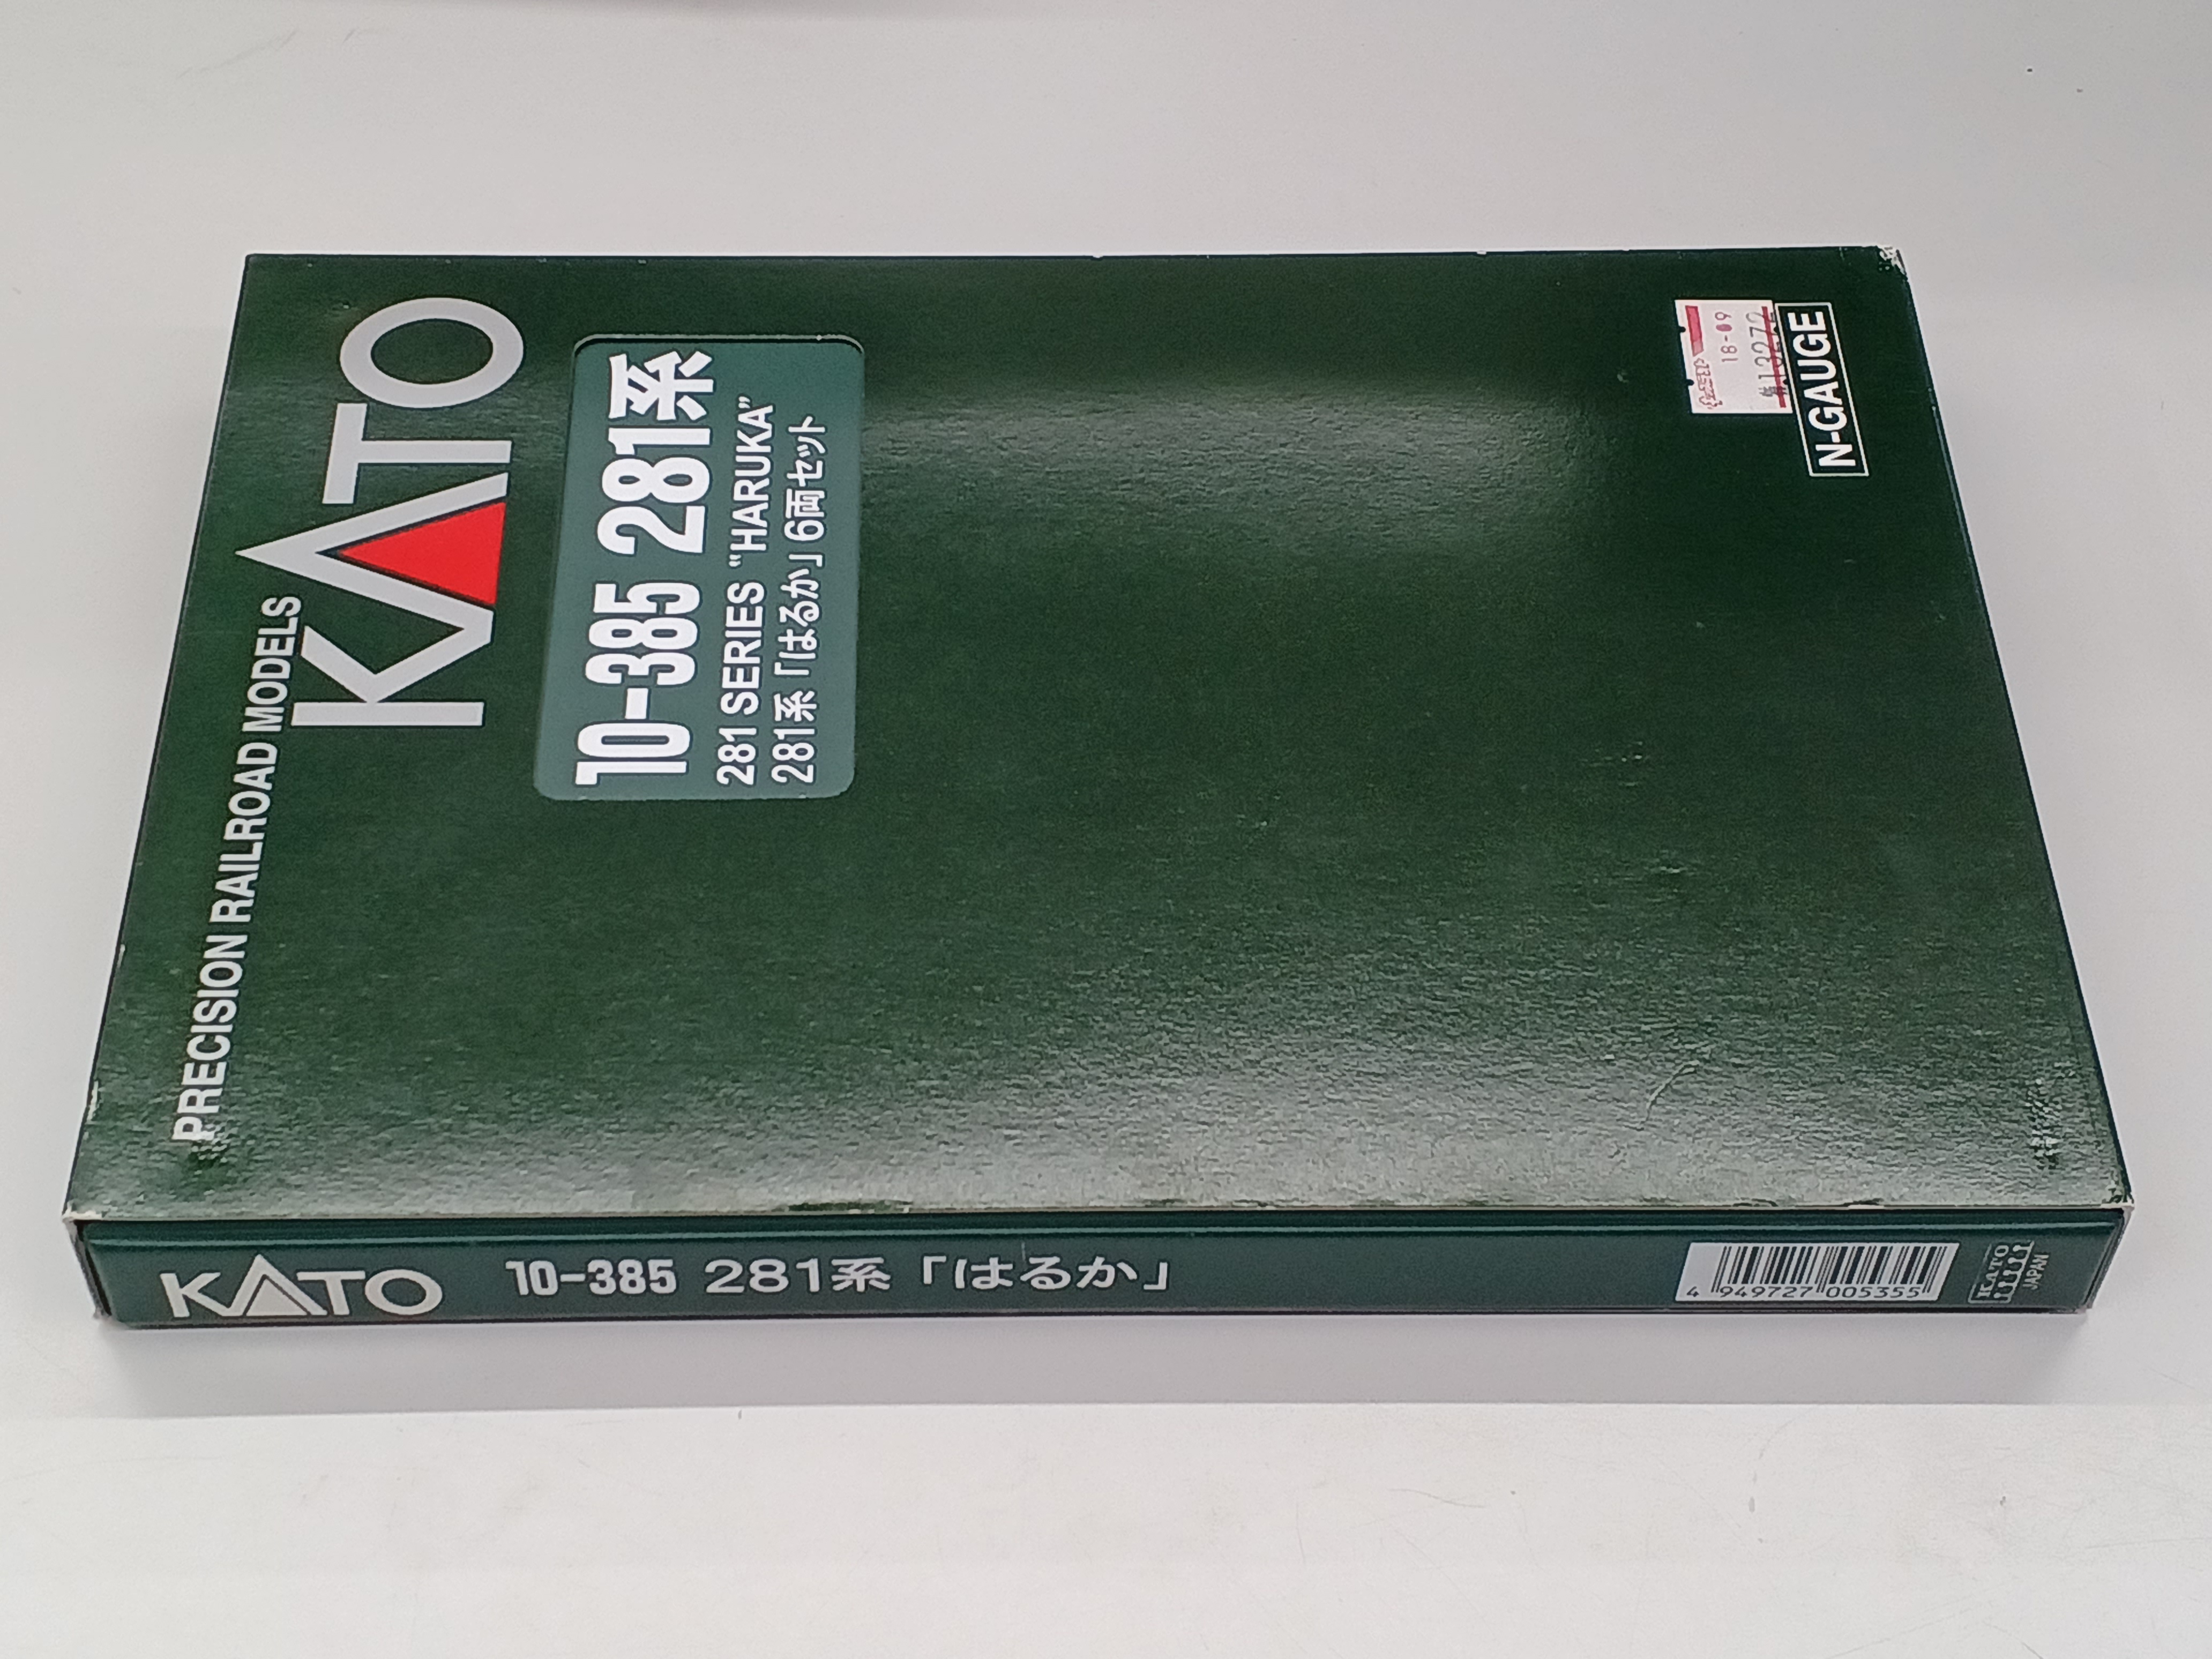 PRECISION RAILROAD MODELS
KATO
10-385 281系
281 SERIES "HARUKA"
281系「はるか」6両セット
18-09
N-GAUGE
KATO 10-385 281系「はるか」
4 949727 005355
KATO
JAPAN